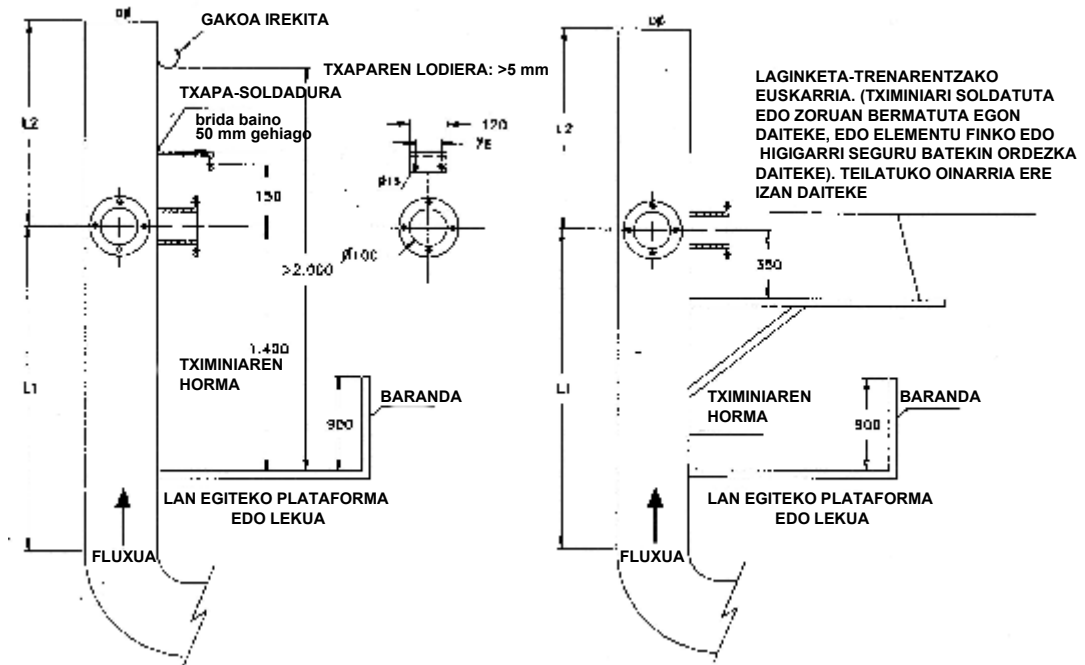 DØ
GAKOA IREKITA
TXAPAREN LODIERA: >5 mm
TXAPA-SOLDADURA
brida baino
50 mm gehiago
L2
150
120
Ø100
>2.000
1.400
TXIMINIAREN
HORMA
L1
BARANDA
900
LAN EGITEKO PLATAFORMA
EDO LEKUA
FLUXUA
DØ
LAGINKETA-TRENARENTZAKO
EUSKARRIA. (TXIMINIARI SOLDATUTA
EDO ZORUAN BERMATUTA EGON
DAITEKE, EDO ELEMENTU FINKO EDO
HIGIGARRI SEGURU BATEKIN ORDEZKA
DAITEKE). TEILATUKO OINARRIA ERE
IZAN DAITEKE
L2
350
L1
TXIMINIAREN
HORMA
BARANDA
900
LAN EGITEKO PLATAFORMA
EDO LEKUA
FLUXUA